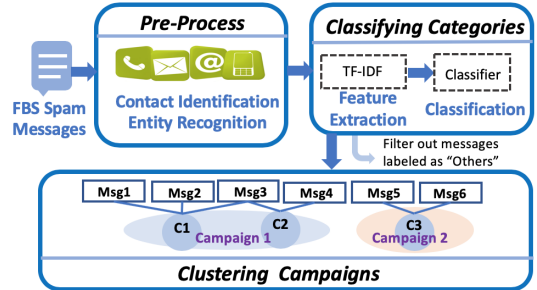 Pre-Process
Classifying Categories
FBS Spam
Messages
@
Contact Identification
Entity Recognition
TF-IDF
Classifier
Feature
Extraction
Classification
Filter out messages
labeled as “Others”
Msg1 Msg2 Msg3 Msg4 Msg5 Msg6
C1 C2 C3
Campaign 1 Campaign 2
Clustering Campaigns